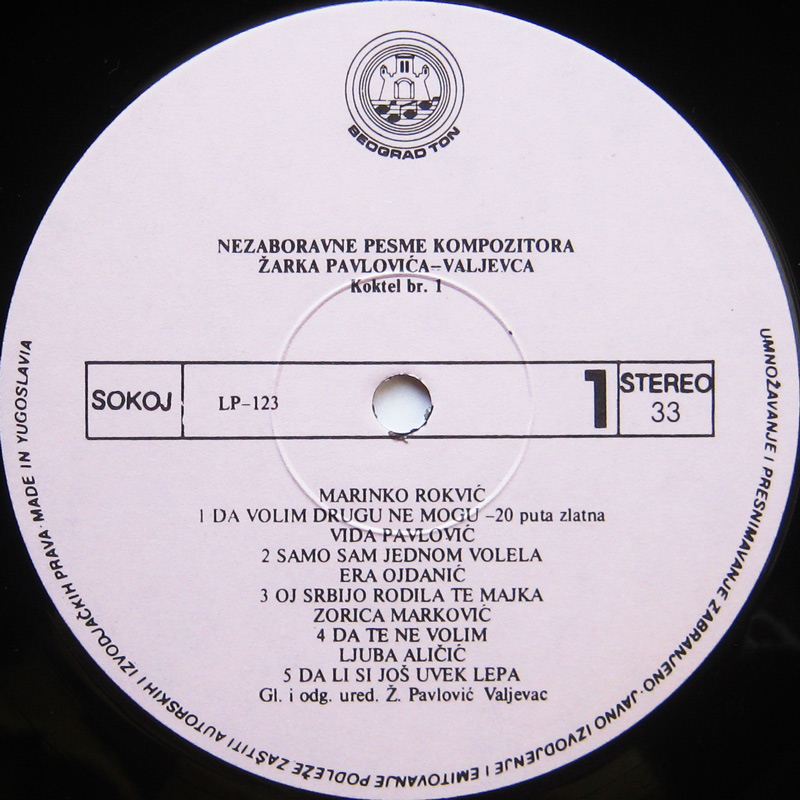 BEOGRAD TON
NEZABORAVNE PESME KOMPOZITORA
ŽARKA PAVLOVIĆA–VALJEVCA
Koktel br. 1
SOKOJ
LP–123
1
STEREO
33
MARINKO ROKVIĆ
1 DA VOLIM DRUGU NE MOGU –20 puta zlatna
VIDA PAVLOVIĆ
2 SAMO SAM JEDNOM VOLELA
ERA OJDANIĆ
3 OJ SRBIJO RODILA TE MAJKA
ZORICA MARKOVIĆ
4 DA TE NE VOLIM
LJUBA ALIČIĆ
5 DA LI SI JOŠ UVEK LEPA
Gl. i odg. ured. Ž. Pavlović Valjevac
UMNOŽAVANJE I PRESNIMAVANJE ZABRANJENO·JAVNO IZVODJENJE I EMITOVANJE PODLEŽE ZAŠTITI AUTORSKIH I IZVODJAČKIH PRAVA·MADE IN YUGOSLAVIA